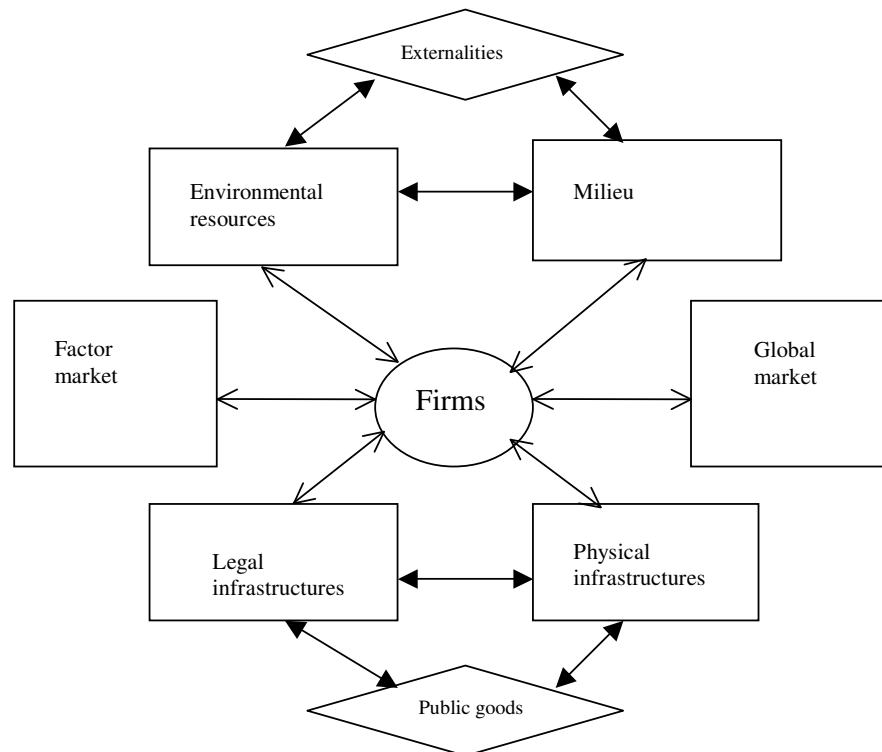 Externalities
Environmental
resources
Milieu
Factor
market
Firms
Global
market
Legal
infrastructures
Physical
infrastructures
Public goods